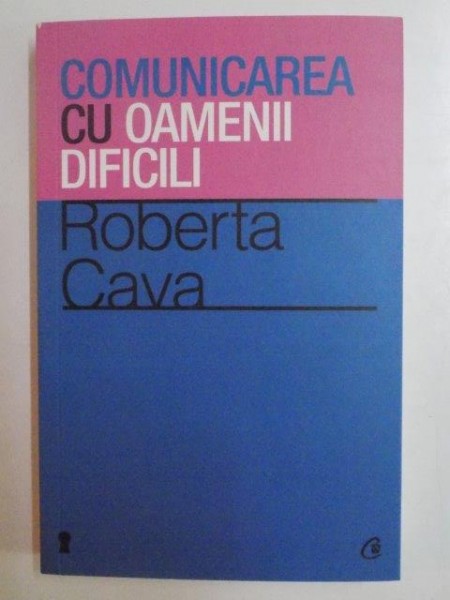 COMUNICAREA
CU OAMENII
DIFICILI
Roberta
Cava